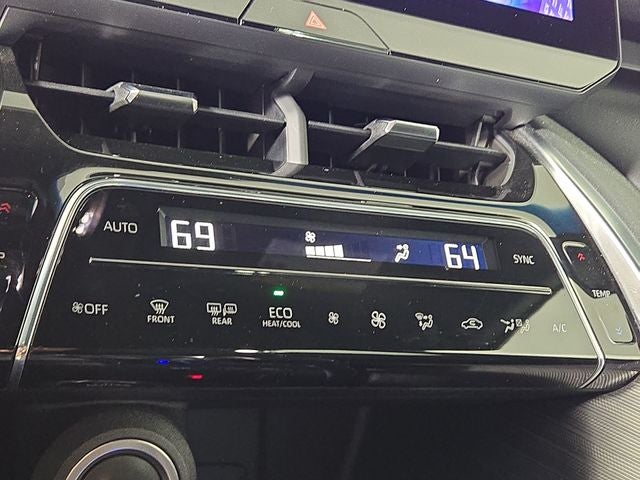 AUTO 69 64 SYNC
TEMP
OFF FRONT REAR ECO HEAT/COOL A/C